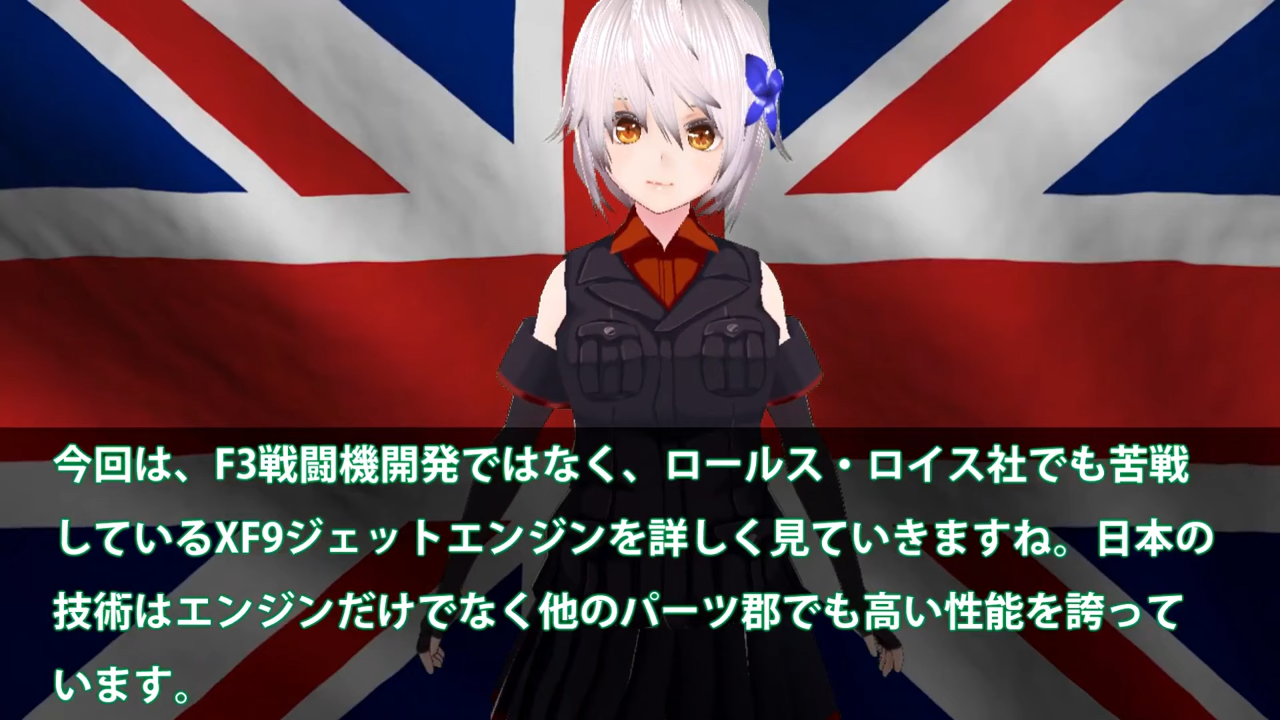 今回は、F3戦闘機開発ではなく、ロールス・ロイス社でも苦戦
しているXF9ジェットエンジンを詳しく見ていきますね。日本の
技術はエンジンだけでなく他のパーツ郡でも高い性能を誇って
います。